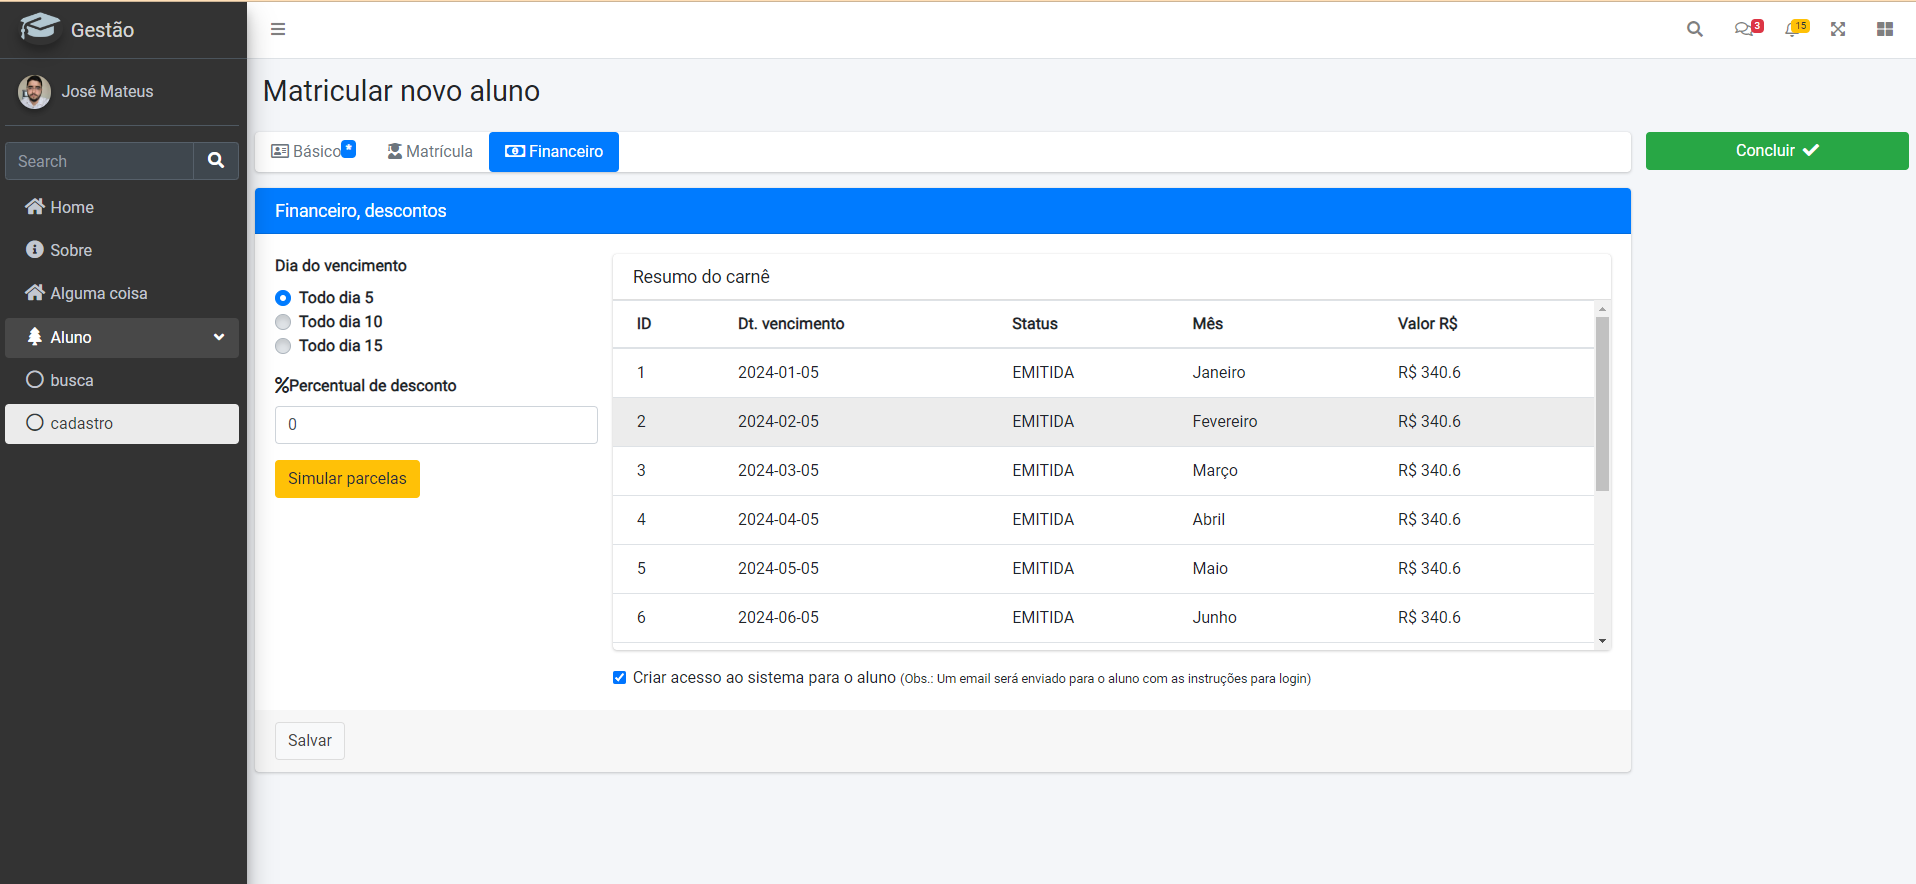 Gestão
3
15
José Mateus
Matricular novo aluno
Search
Básico*
Matrícula
Financeiro
Concluir
Home
Sobre
Alguma coisa
Aluno
busca
cadastro
Financeiro, descontos
Dia do vencimento
Todo dia 5
Todo dia 10
Todo dia 15
%Percentual de desconto
0
Simular parcelas
Resumo do carnê
ID Dt. vencimento Status Mês Valor R$
1 2024-01-05 EMITIDA Janeiro R$ 340.6
2 2024-02-05 EMITIDA Fevereiro R$ 340.6
3 2024-03-05 EMITIDA Março R$ 340.6
4 2024-04-05 EMITIDA Abril R$ 340.6
5 2024-05-05 EMITIDA Maio R$ 340.6
6 2024-06-05 EMITIDA Junho R$ 340.6
Criar acesso ao sistema para o aluno (Obs.: Um email será enviado para o aluno com as instruções para login)
Salvar